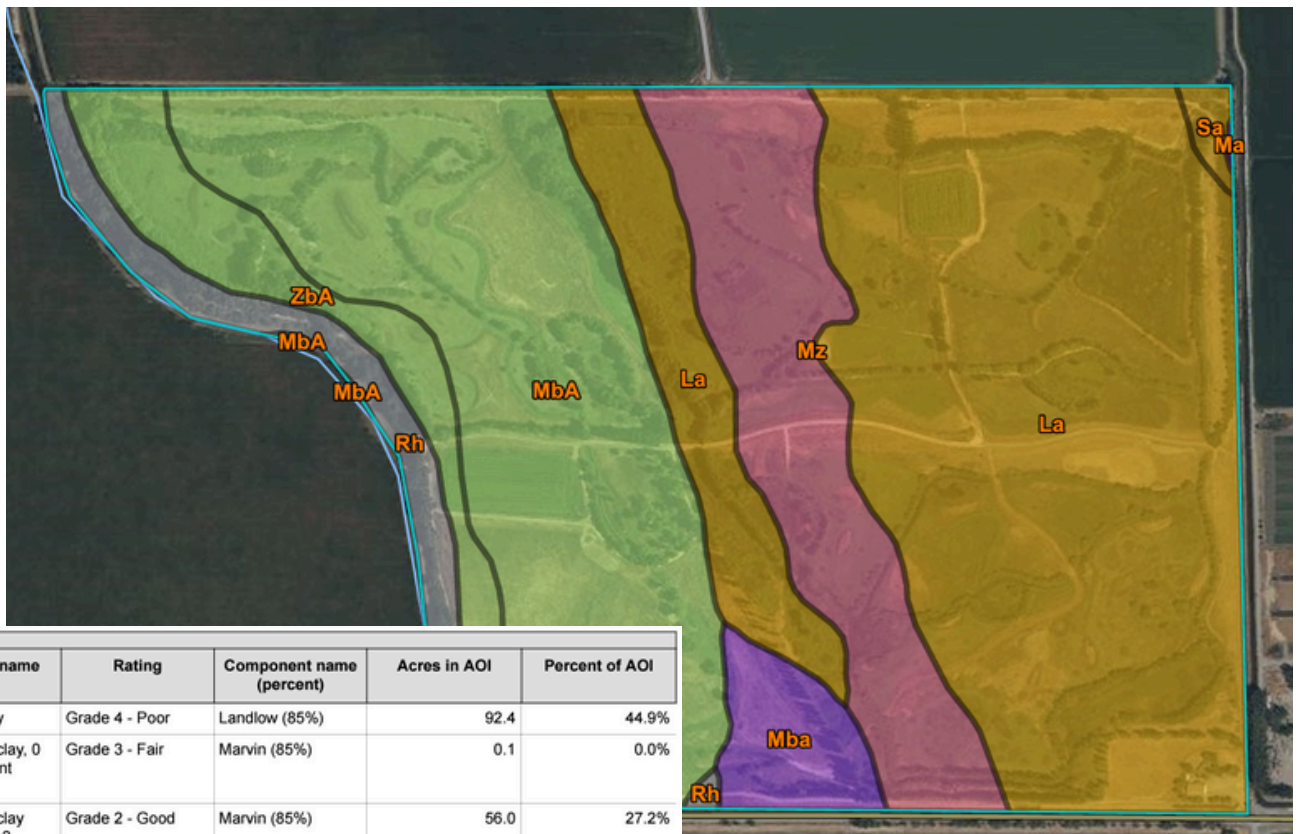 Sa
Ma
ZbA
MbA
Mz
La
MbA
MbA
La
Rh
name Rating Component name Acres in AOI Percent of AOI
(percent)
y Grade 4 - Poor Landlow (85%) 92.4 44.9%
clay, 0 Grade 3 - Fair Marvin (85%) 0.1 0.0%
nt
clay Grade 2 - Good Marvin (85%) 56.0 27.2%
Mba
Rh